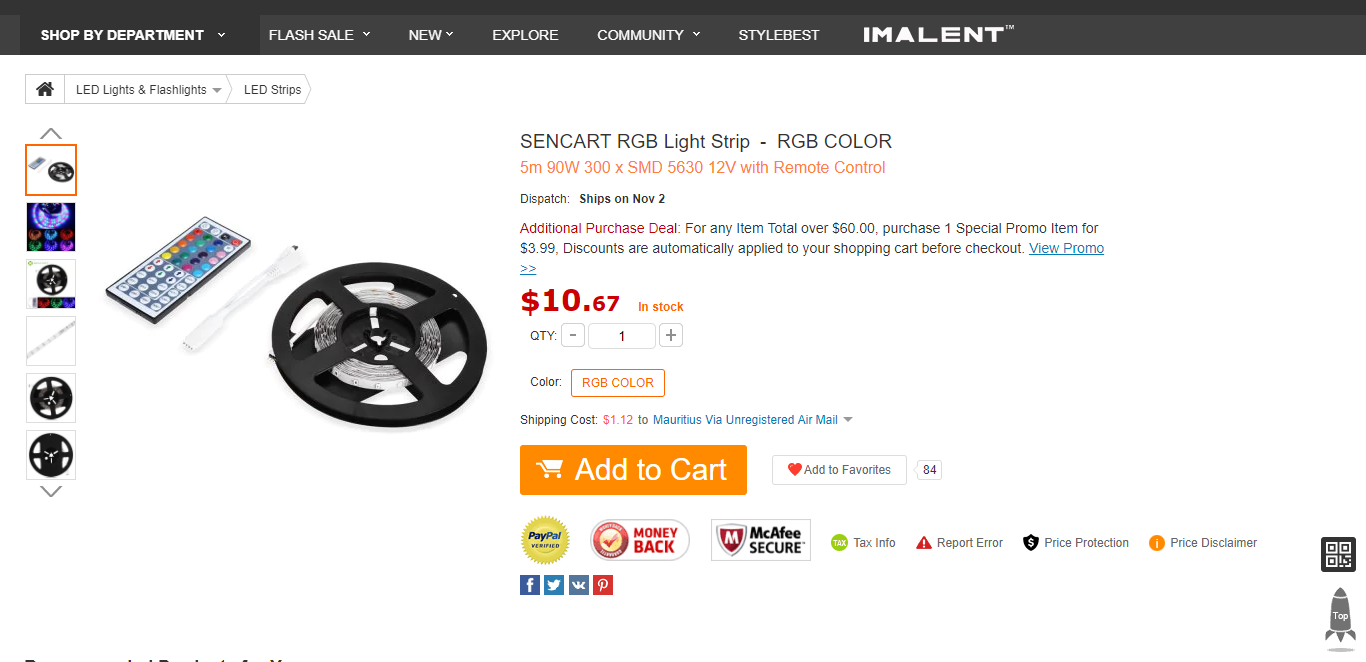 SHOP BY DEPARTMENT
FLASH SALE
NEW
EXPLORE
COMMUNITY
STYLEBEST
IMALENT™
LED Lights & Flashlights
LED Strips
SENCART RGB Light Strip - RGB COLOR
5m 90W 300 x SMD 5630 12V with Remote Control
Dispatch: Ships on Nov 2
Additional Purchase Deal: For any Item Total over $60.00, purchase 1 Special Promo Item for
$3.99, Discounts are automatically applied to your shopping cart before checkout. View Promo
>>
$10.67 In stock
QTY: - 1 +
Color: RGB COLOR
Shipping Cost: $1.12 to Mauritius Via Unregistered Air Mail
Add to Cart
Add to Favorites
84
PayPal
VERIFIED
MONEY
BACK
McAfee
SECURE™
TAX Tax Info
Report Error
$ Price Protection
Price Disclaimer
Top